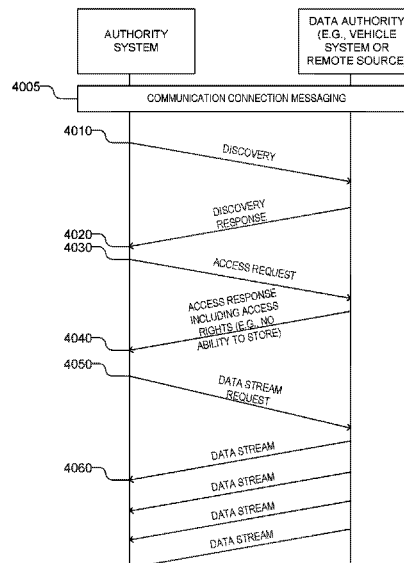 AUTHORITY
SYSTEM
DATA AUTHORITY
(E.G., VEHICLE
SYSTEM OR
REMOTE SOURCE)
4005
COMMUNICATION CONNECTION MESSAGING
4010
DISCOVERY
DISCOVERY
RESPONSE
4020
4030
ACCESS REQUEST
ACCESS RESPONSE
INCLUDING ACCESS
RIGHTS (E.G., NO
ABILITY TO STORE)
4040
4050
DATA STREAM
REQUEST
DATA STREAM
4060
DATA STREAM
DATA STREAM
DATA STREAM